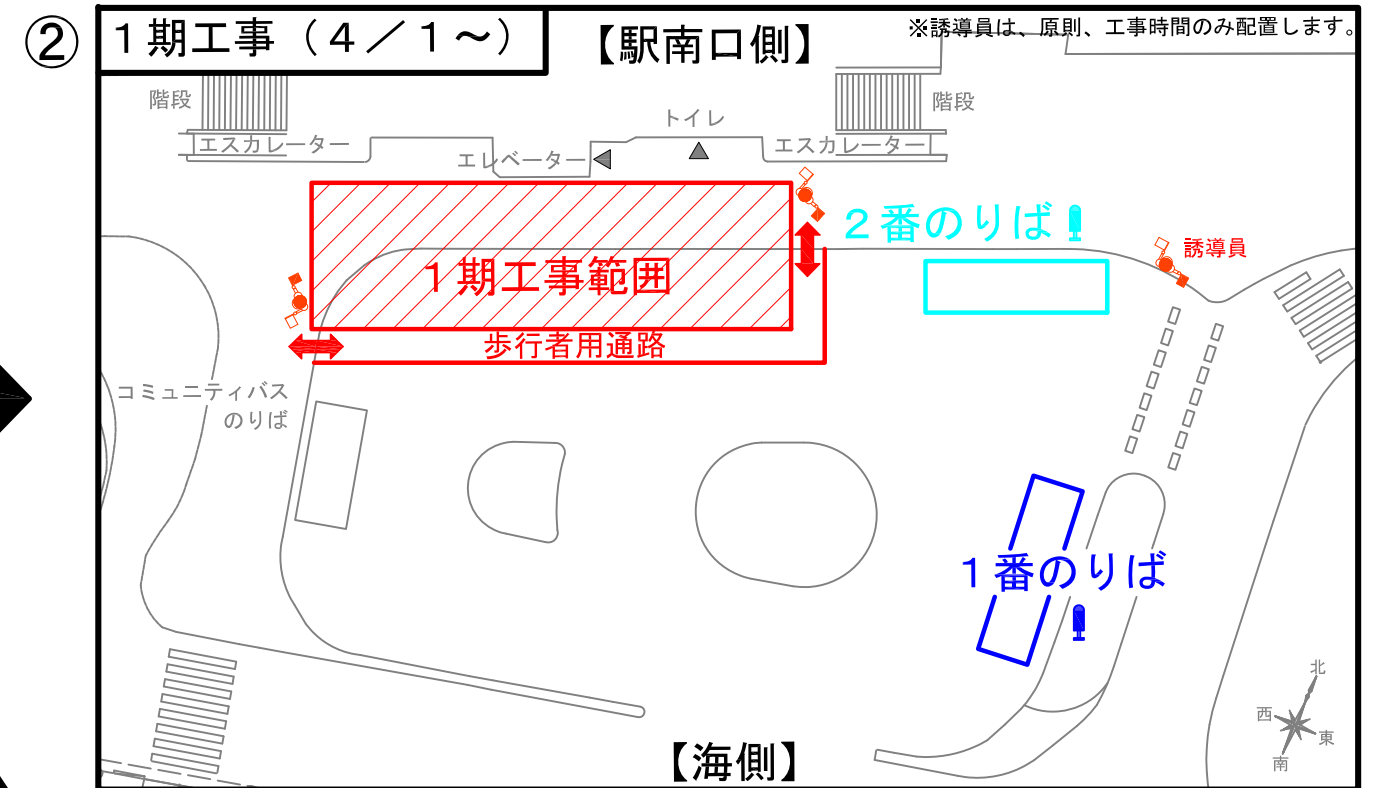 ②
1期工事（4／1～）
【駅南口側】
※誘導員は、原則、工事時間のみ配置します。
階段
階段
トイレ
エスカレーター
エレベーター
エスカレーター
2番のりば
誘導員
1期工事範囲
歩行者用通路
コミュニティバス
のりば
1番のりば
北
西
東
南
【海側】